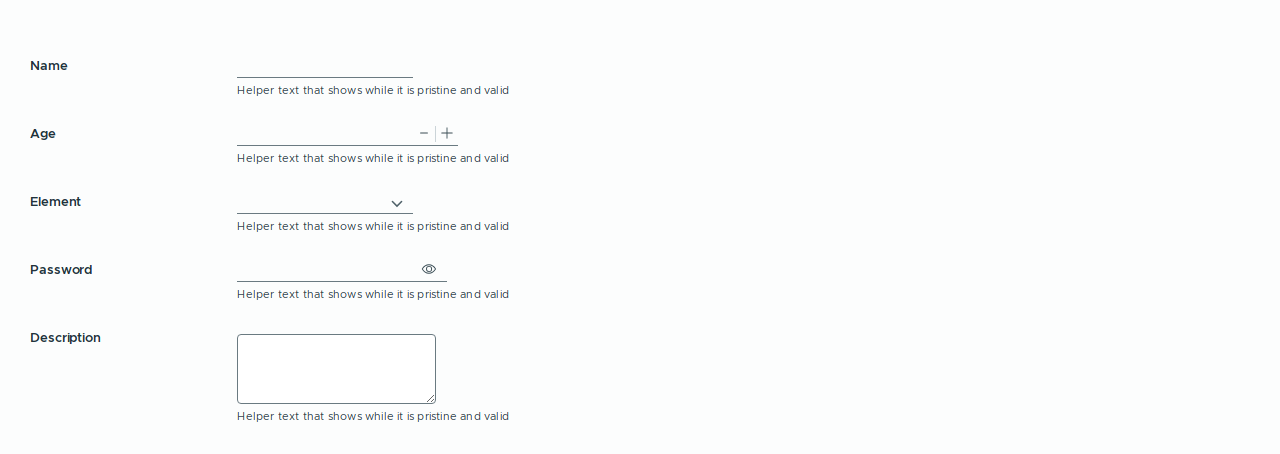 Name
Helper text that shows while it is pristine and valid
Age
Helper text that shows while it is pristine and valid
Element
Helper text that shows while it is pristine and valid
Password
Helper text that shows while it is pristine and valid
Description
Helper text that shows while it is pristine and valid